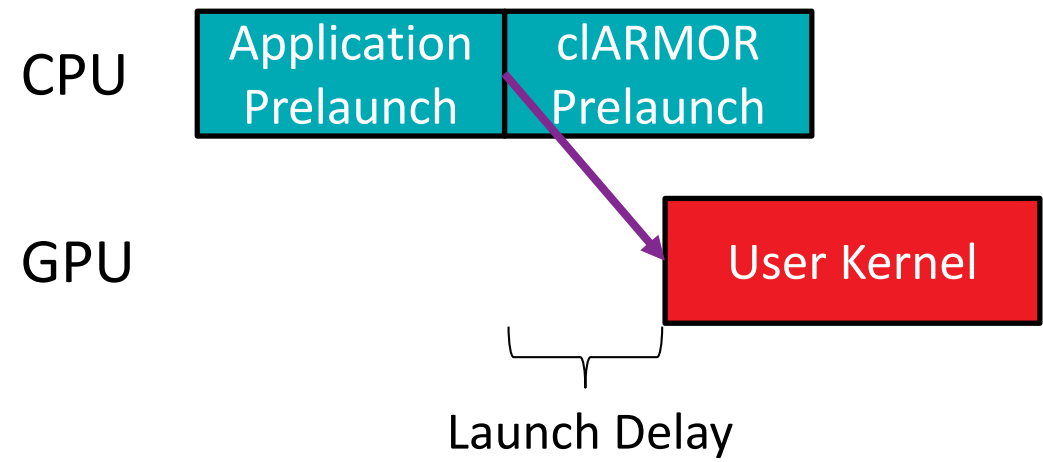 CPU
Application
Prelaunch
clARMOR
Prelaunch
GPU
User Kernel
Launch Delay